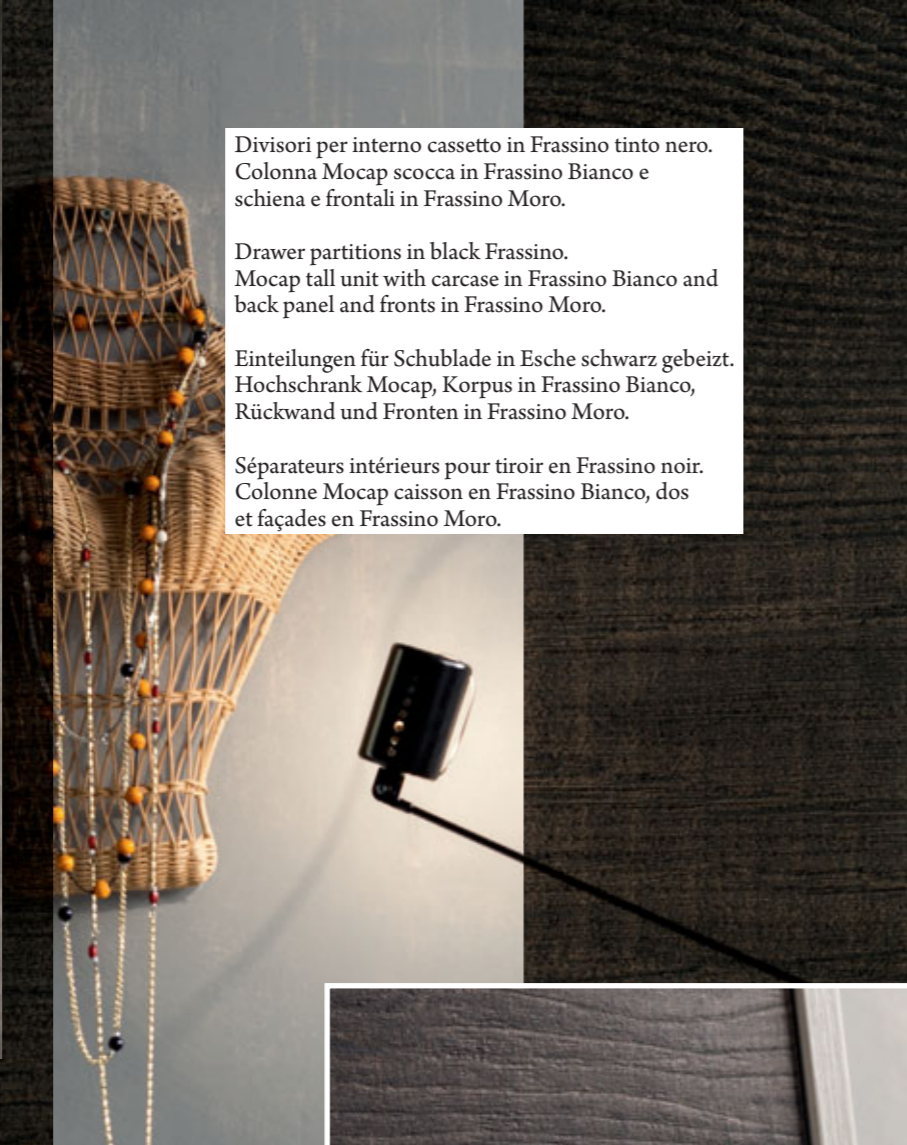 Divisori per interno cassetto in Frassino tinto nero.
Colonna Mocap scocca in Frassino Bianco e
schiena e frontali in Frassino Moro.
Drawer partitions in black Frassino.
Mocap tall unit with carcase in Frassino Bianco and
back panel and fronts in Frassino Moro.
Einteilungen für Schublade in Esche schwarz gebeizt.
Hochschrank Mocap, Korpus in Frassino Bianco,
Rückwand und Fronten in Frassino Moro.
Séparateurs intérieurs pour tiroir en Frassino noir.
Colonne Mocap caisson en Frassino Bianco, dos
et façades en Frassino Moro.